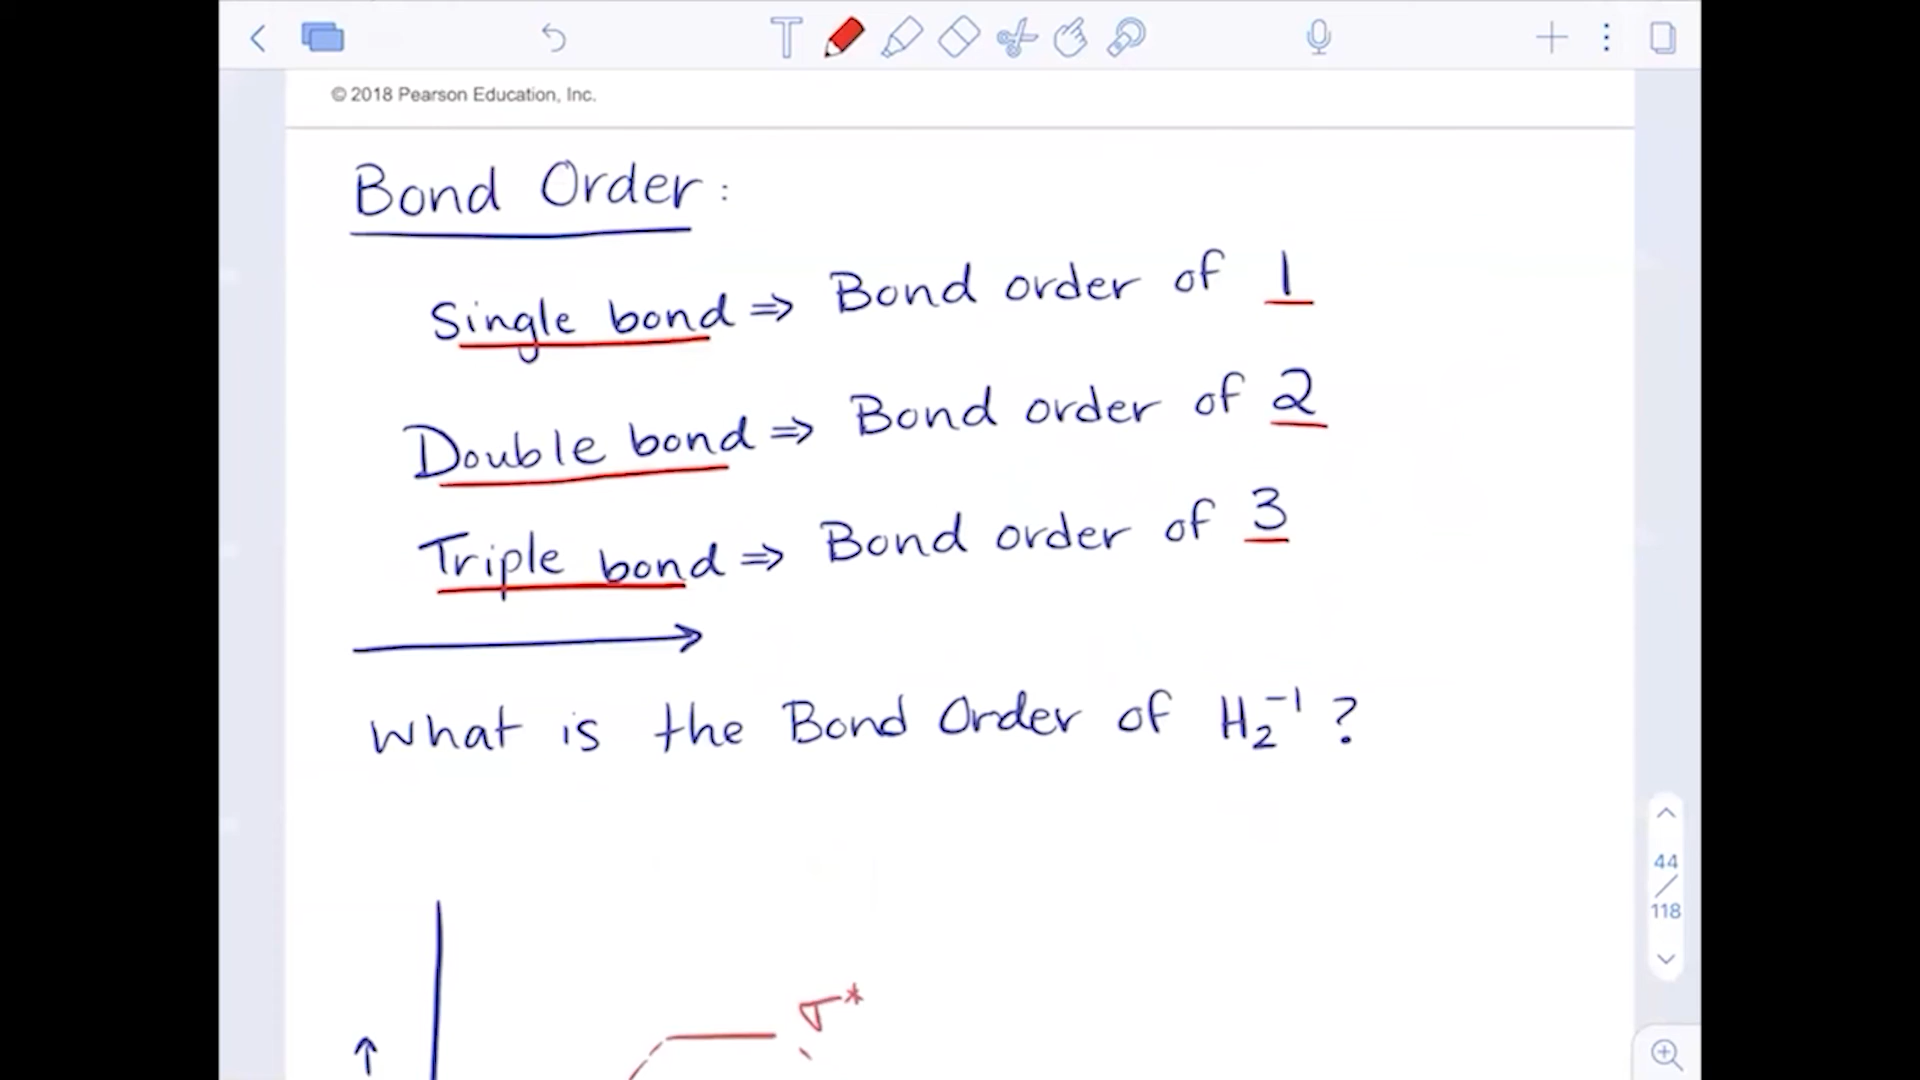 © 2018 Pearson Education, Inc.
Bond Order:
Single bond ⇒ Bond order of 1
Double bond ⇒ Bond order of 2
Triple bond ⇒ Bond order of 3
What is the Bond Order of H₂⁻¹ ?
σ*
44
118